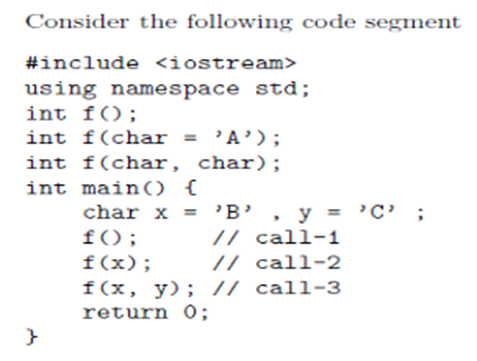 Consider the following code segment
#include <iostream>
using namespace std;
int f();
int f(char = ’A’);
int f(char, char);
int main() {
    char x = ’B’ , y = ’C’ ;
    f();      // call-1
    f(x);     // call-2
    f(x, y); // call-3
    return 0;
}